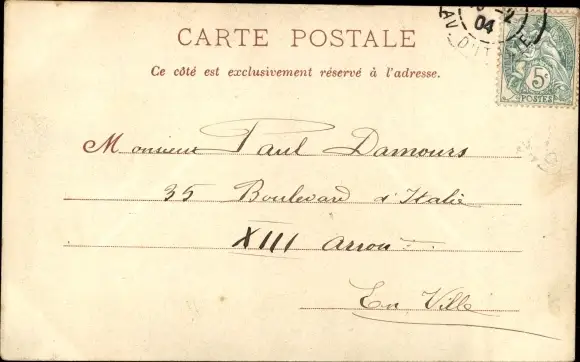 CARTE POSTALE
Ce côté est exclusivement réservé à l'adresse.
04
5c
POSTES
Monsieur Paul Damours
35 Boulevard d'Italie
XIII Arron
En Ville